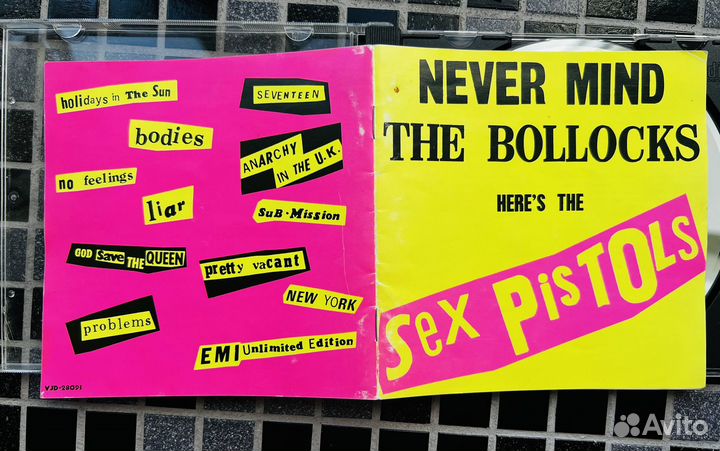 holidays in The Sun
bodies
no feelings
liar
GOD Save THE QUEEN
problems
SEVENTEEN
ANARCHY
IN THE U.K.
SuB-Mission
pretty vacant
NEW YORK
EMI Unlimited Edition
VJD-28091
NEVER MIND
THE BOLLOCKS
HERE'S THE
Sex PiSTOLS
Avito